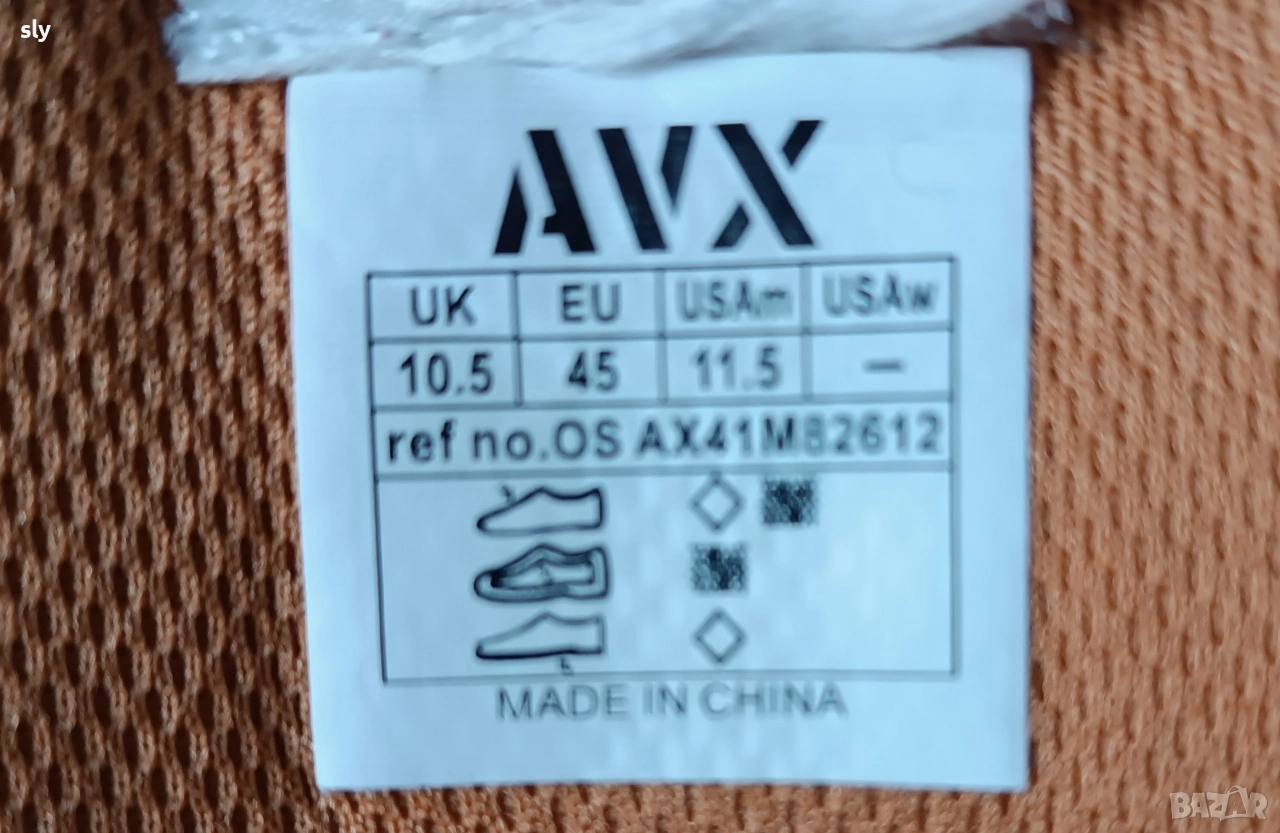 sly
AVX
UK EU USAm USAw
10.5 45 11.5 —
ref no.OS AX41M82612
MADE IN CHINA
BAZAR